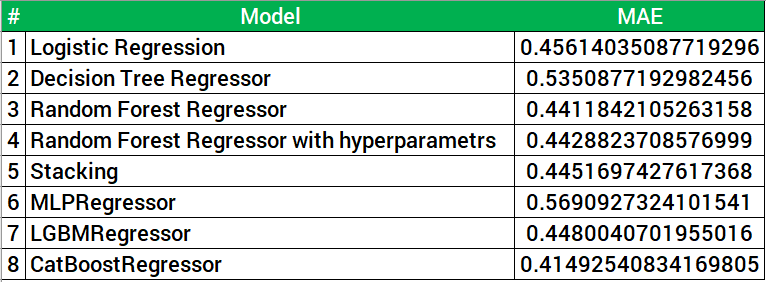 # Model MAE
1 Logistic Regression 0.45614035087719296
2 Decision Tree Regressor 0.5350877192982456
3 Random Forest Regressor 0.4411842105263158
4 Random Forest Regressor with hyperparametrs 0.4428823708576999
5 Stacking 0.4451697427617368
6 MLPRegressor 0.5690927324101541
7 LGBMRegressor 0.4480040701955016
8 CatBoostRegressor 0.41492540834169805